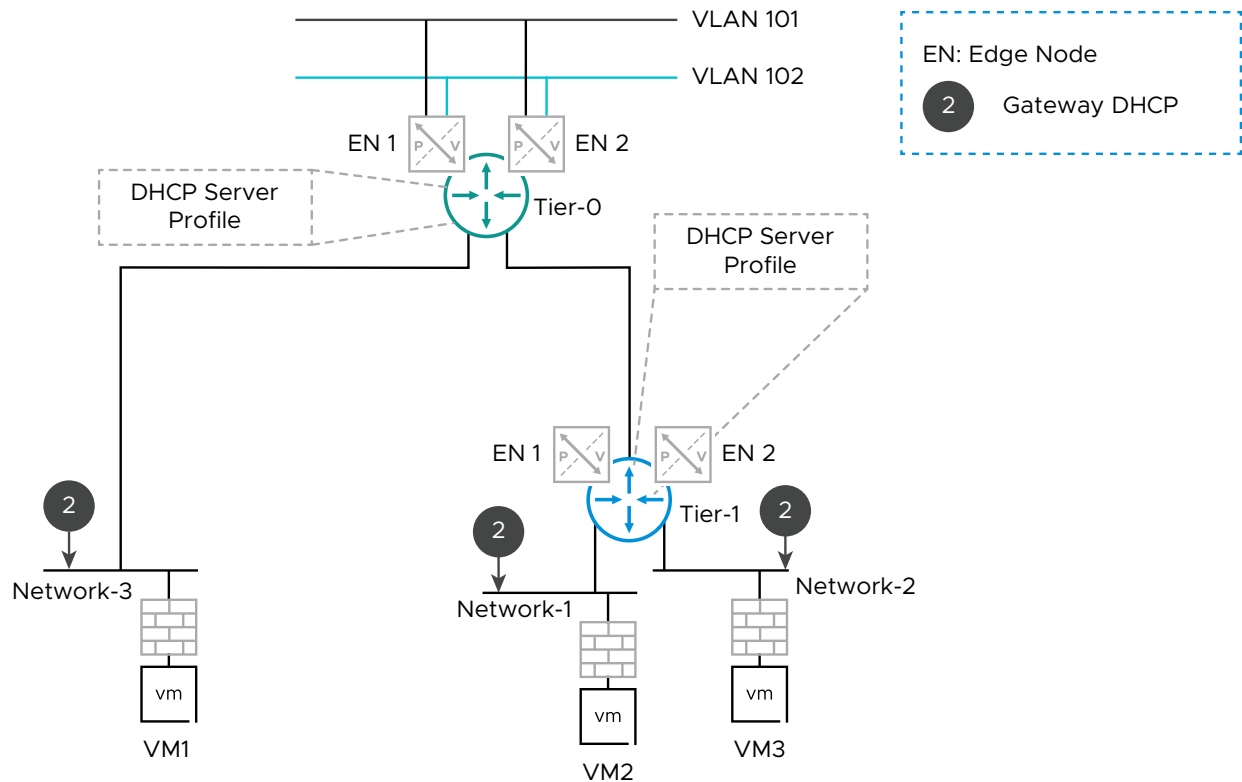 VLAN 101
VLAN 102
EN: Edge Node
2 Gateway DHCP
EN 1
P V
P V
EN 2
DHCP Server
Profile
Tier-0
DHCP Server
Profile
EN 1
P V
P V
EN 2
2
2
2
Tier-1
Network-3
Network-1
Network-2
vm
vm
vm
VM1
VM2
VM3